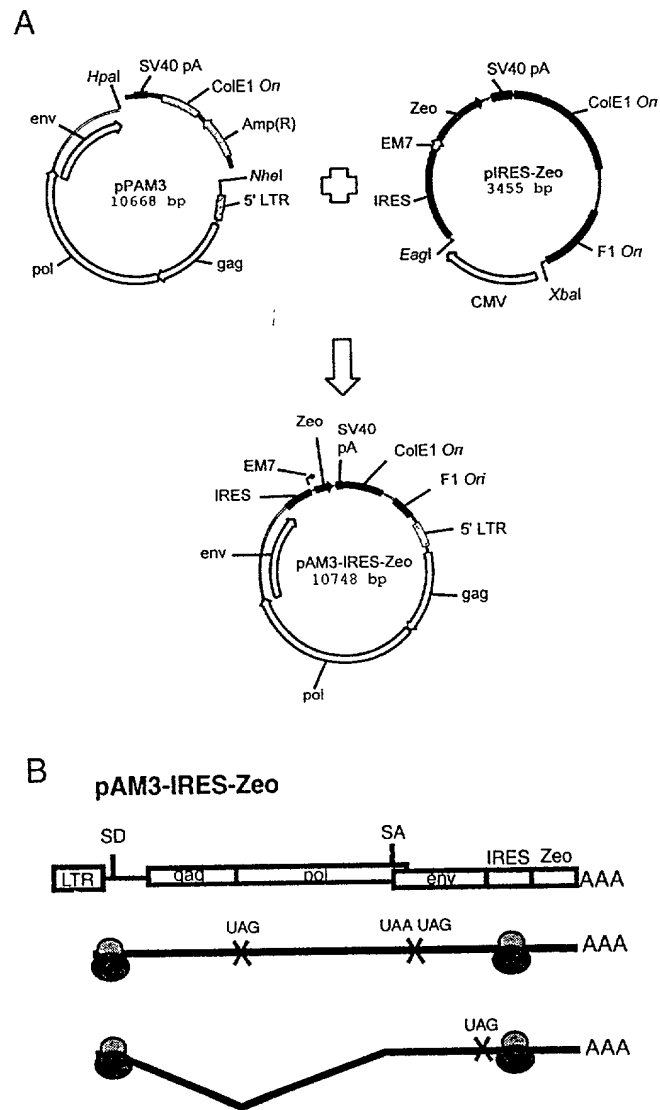 A
HpaI
SV40 pA
ColE1 Ori
Amp(R)
env
pPAM3
10668 bp
NheI
5' LTR
pol
gag
SV40 pA
Zeo
ColE1 Ori
EM7
pIRES-Zeo
3455 bp
IRES
EagI
F1 Ori
CMV
XbaI
Zeo
SV40
pA
EM7
ColE1 Ori
IRES
F1 Ori
5' LTR
env
pAM3-IRES-Zeo
10748 bp
gag
pol
B
pAM3-IRES-Zeo
SD
SA
IRES Zeo
LTR gag pol env AAA
UAG UAA UAG
AAA
UAG
AAA